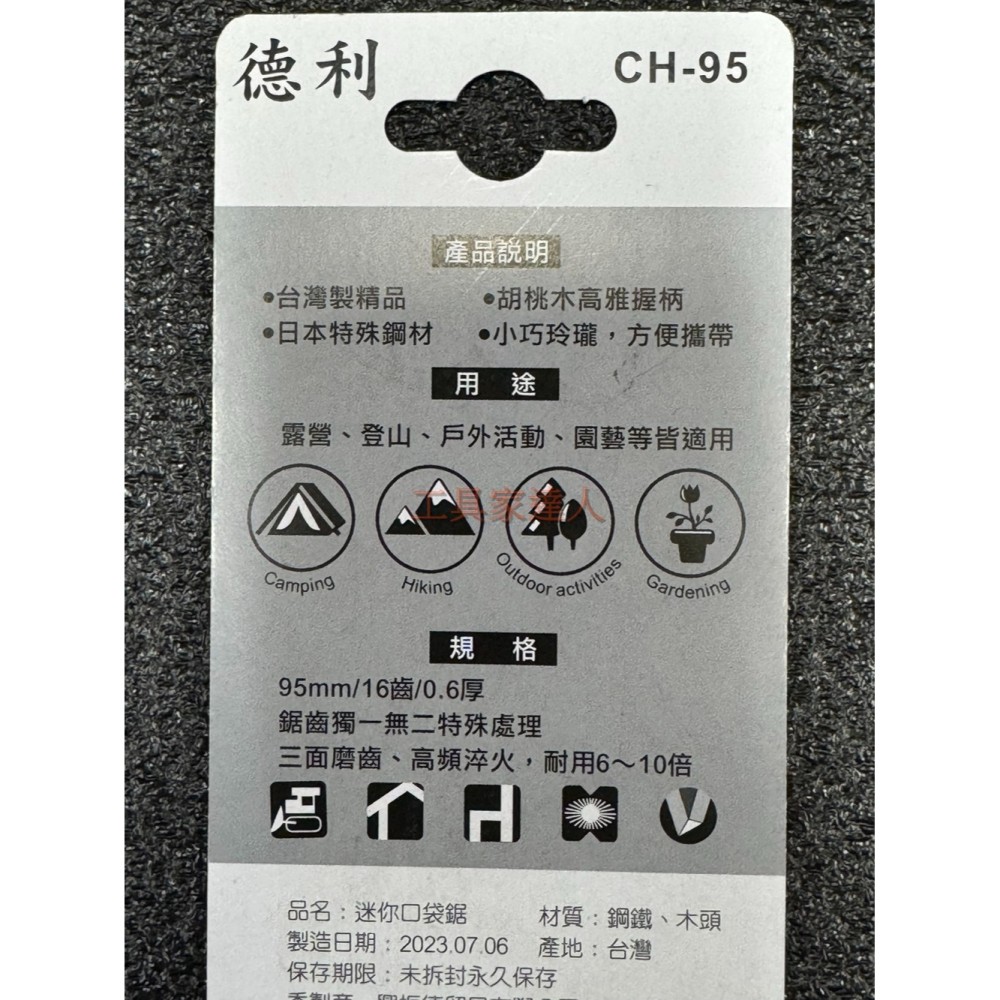 德利
CH-95
產品說明
•台灣製精品 •胡桃木高雅握柄
•日本特殊鋼材 •小巧玲瓏，方便攜帶
用 途
露營、登山、戶外活動、園藝等皆適用
工具家達人
Camping Hiking Outdoor activities Gardening
規 格
95mm/16齒/0.6厚
鋸齒獨一無二特殊處理
三面磨齒、高頻淬火，耐用6～10倍
品名：迷你口袋鋸 材質：鋼鐵、木頭
製造日期：2023.07.06 產地：台灣
保存期限：未拆封永久保存